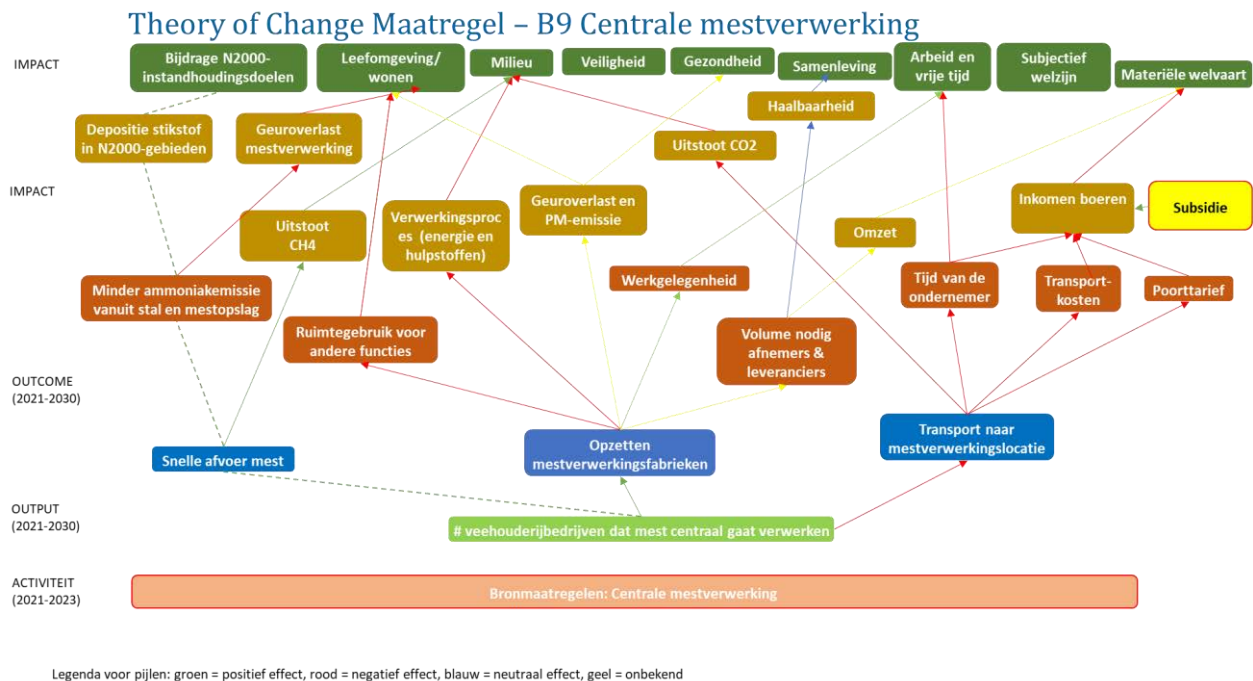 Theory of Change Maatregel – B9 Centrale mestverwerking
IMPACT
Bijdrage N2000-
instandhoudingsdoelen
Leefomgeving/
wonen
Milieu
Veiligheid
Gezondheid
Samenleving
Arbeid en
vrije tijd
Subjectief
welzijn
Materiële welvaart
Depositie stikstof
in N2000-gebieden
Geuroverlast
mestverwerking
Uitstoot CO2
Haalbaarheid
IMPACT
Uitstoot
CH4
Verwerkingsproc
es (energie en
hulpstoffen)
Geuroverlast en
PM-emissie
Omzet
Inkomen boeren
Subsidie
Minder ammoniakemissie
vanuit stal en mestopslag
Ruimtegebruik voor
andere functies
Werkgelegenheid
Volume nodig
afnemers &
leveranciers
Tijd van de
ondernemer
Transport-
kosten
Poorttarief
OUTCOME
(2021-2030)
Snelle afvoer mest
Opzetten
mestverwerkingsfabrieken
Transport naar
mestverwerkingslocatie
OUTPUT
(2021-2030)
# veehouderijbedrijven dat mest centraal gaat verwerken
ACTIVITEIT
(2021-2023)
Bronmaatregelen: Centrale mestverwerking
Legenda voor pijlen: groen = positief effect, rood = negatief effect, blauw = neutraal effect, geel = onbekend